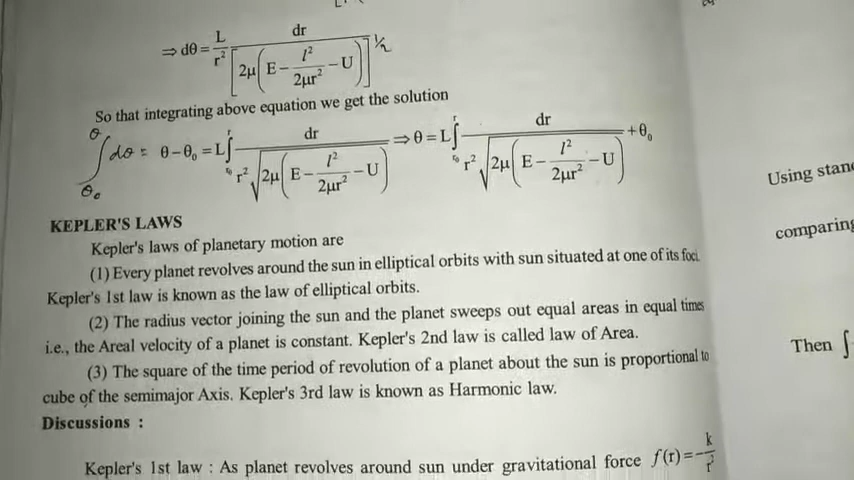 ⇒ dθ = L/r² dr/[2μ(E − l²/2μr² − U)]^½
So that integrating above equation we get the solution
∫_θ₀^θ dθ = θ − θ₀ = L∫_r₀^r dr/(r²√(2μ(E − l²/2μr² − U))) ⇒ θ = L∫_r₀^r dr/(r²√(2μ(E − l²/2μr² − U))) + θ₀
KEPLER'S LAWS
Kepler's laws of planetary motion are
(1) Every planet revolves around the sun in elliptical orbits with sun situated at one of its foci.
Kepler's 1st law is known as the law of elliptical orbits.
(2) The radius vector joining the sun and the planet sweeps out equal areas in equal times
i.e., the Areal velocity of a planet is constant. Kepler's 2nd law is called law of Area.
(3) The square of the time period of revolution of a planet about the sun is proportional to
cube of the semimajor Axis. Kepler's 3rd law is known as Harmonic law.
Discussions :
Kepler's 1st law : As planet revolves around sun under gravitational force f(r) = −k/r²
Using
comparing
Then ∫